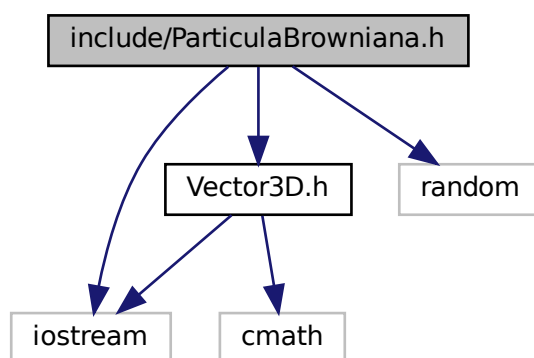 include/ParticulaBrowniana.h
Vector3D.h
random
iostream
cmath